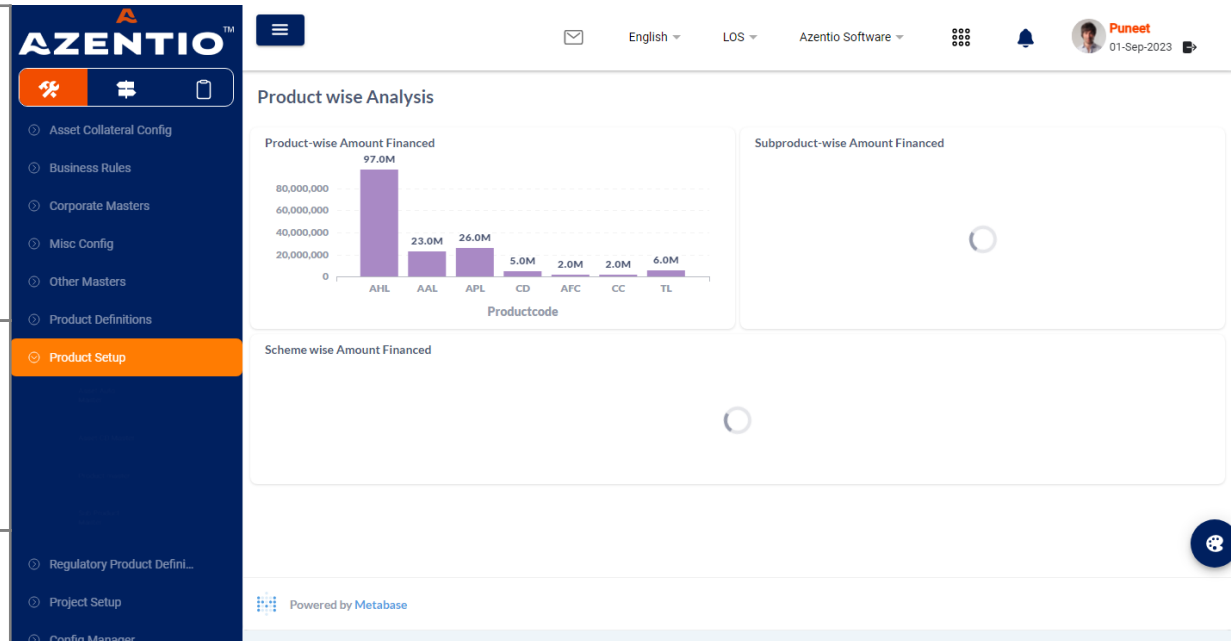 AZENTIO™
English
LOS
Azentio Software
Puneet
01-Sep-2023
Asset Collateral Config
Business Rules
Corporate Masters
Misc Config
Other Masters
Product Definitions
Product Setup
Regulatory Product Defini...
Project Setup
Config Manager
Product wise Analysis
Product-wise Amount Financed
97.0M
80,000,000
60,000,000
40,000,000
23.0M 26.0M
20,000,000
5.0M 2.0M 2.0M 6.0M
0
AHL AAL APL CD AFC CC TL
Productcode
Subproduct-wise Amount Financed
Scheme wise Amount Financed
Powered by Metabase